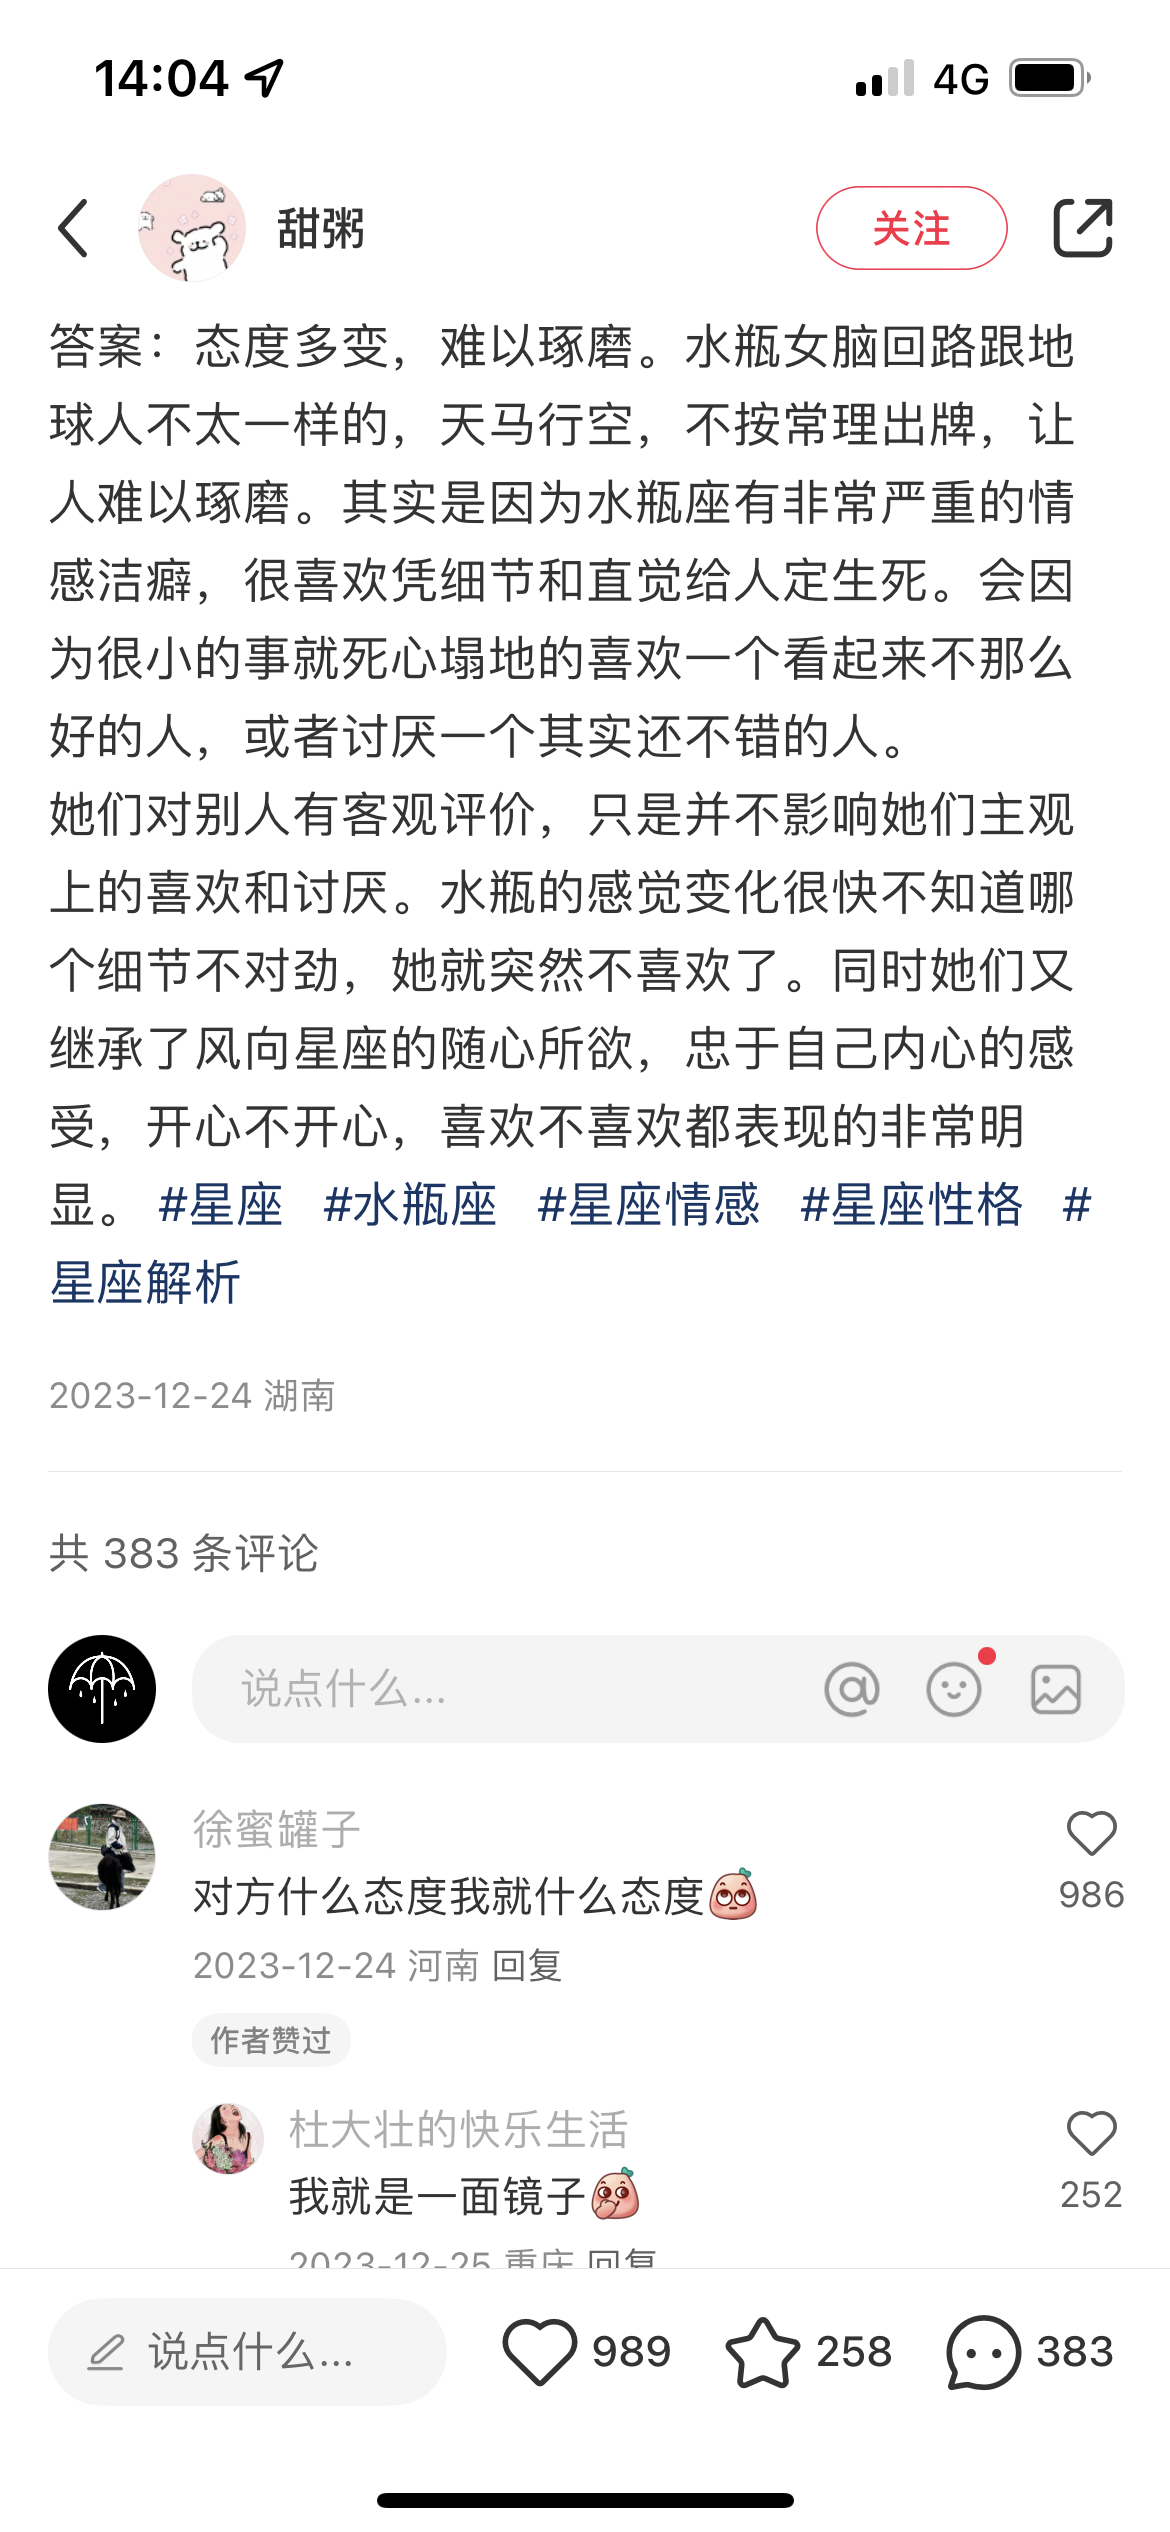 14:04
4G
甜粥
关注
答案：态度多变，难以琢磨。水瓶女脑回路跟地
球人不太一样的，天马行空，不按常理出牌，让
人难以琢磨。其实是因为水瓶座有非常严重的情
感洁癖，很喜欢凭细节和直觉给人定生死。会因
为很小的事就死心塌地的喜欢一个看起来不那么
好的人，或者讨厌一个其实还不错的人。
她们对别人有客观评价，只是并不影响她们主观
上的喜欢和讨厌。水瓶的感觉变化很快不知道哪
个细节不对劲，她就突然不喜欢了。同时她们又
继承了风向星座的随心所欲，忠于自己内心的感
受，开心不开心，喜欢不喜欢都表现的非常明
显。 #星座 #水瓶座 #星座情感 #星座性格 #
星座解析
2023-12-24 湖南
共 383 条评论
说点什么...
徐蜜罐子
对方什么态度我就什么态度
986
2023-12-24 河南 回复
作者赞过
杜大壮的快乐生活
我就是一面镜子
252
2023-12-25 重庆 回复
说点什么...
989
258
383